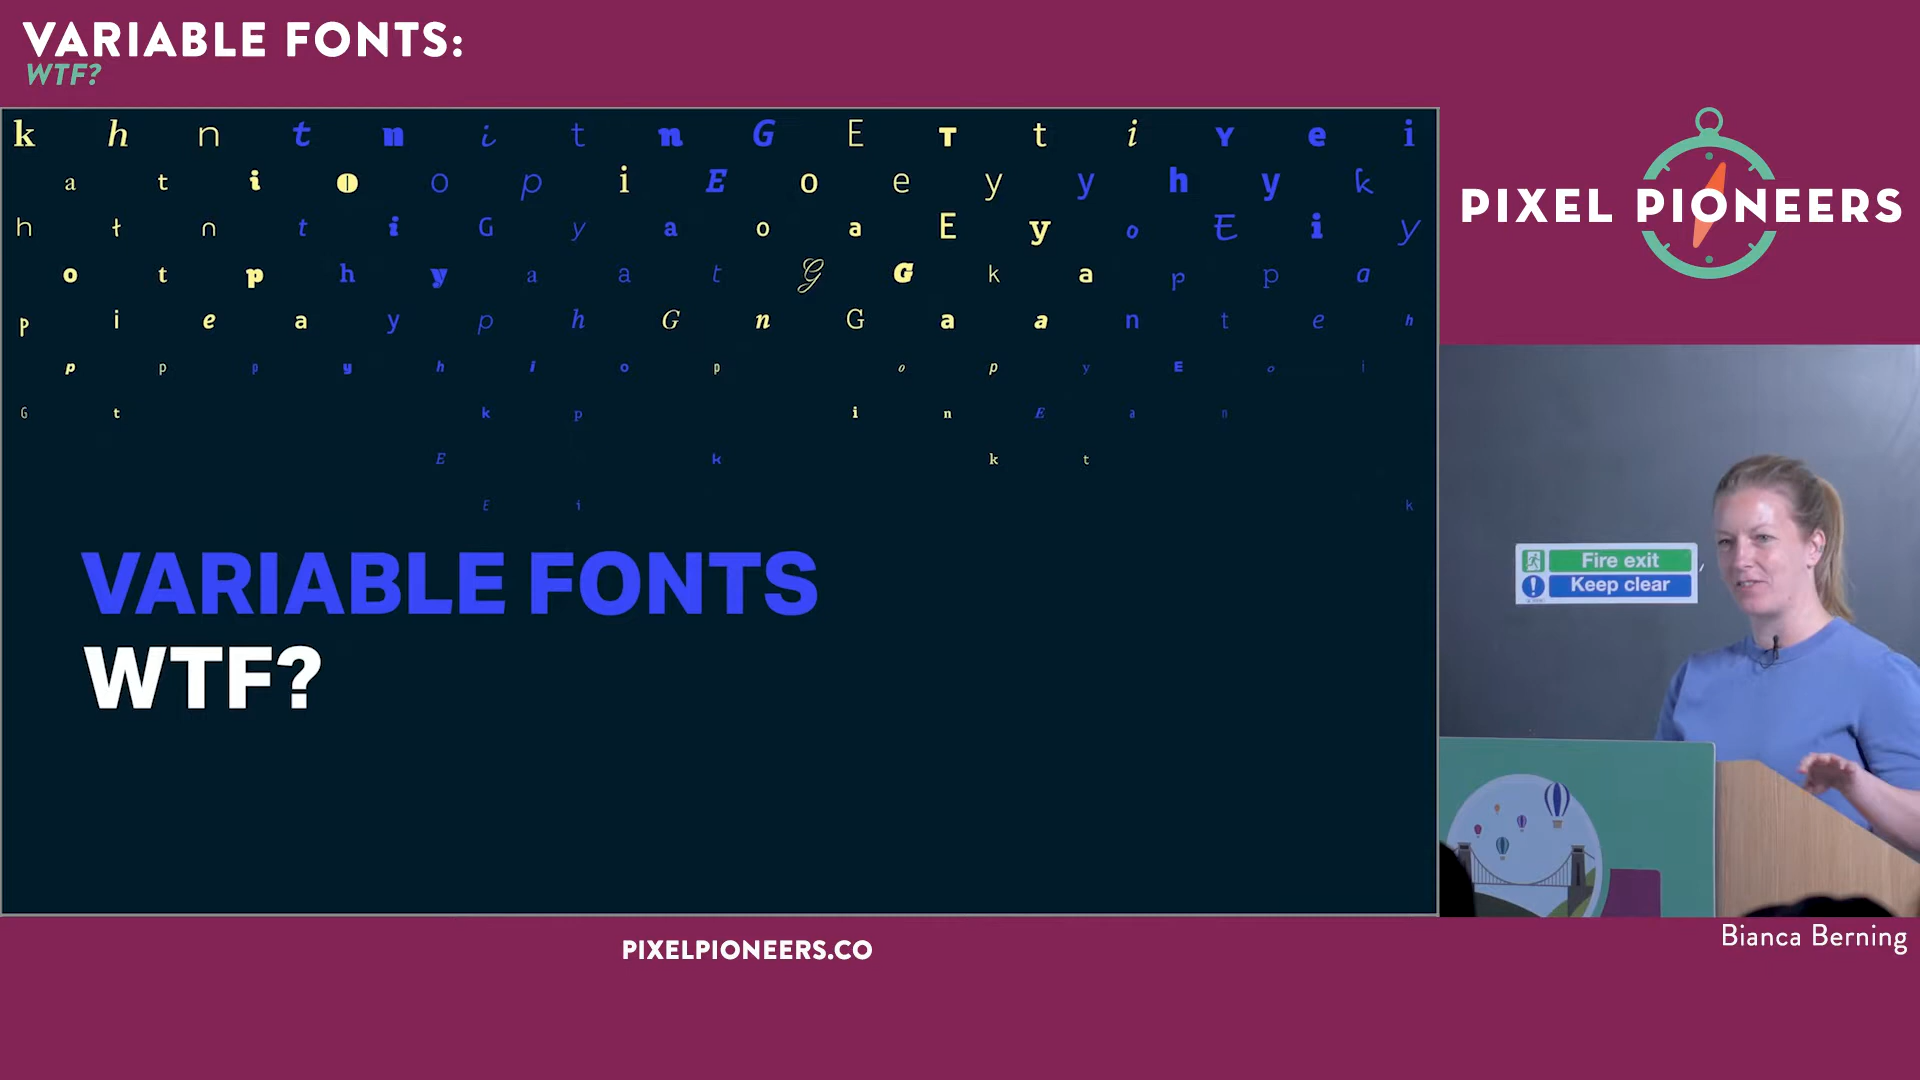 VARIABLE FONTS:
WTF?
k h n t n i t n G E T t i Y e i
a t i o o p i E o e y y h y k
h t n t i G y a o a E y o E i y
o t p h y a a t G G k a p p a
p i e a y p h G n G a a n t e h
p p p y h i o p o p y E o i
G t k p i n E a n
E k k t
E i k
VARIABLE FONTS
WTF?
PIXEL PIONEERS
Fire exit
Keep clear
Bianca Berning
PIXELPIONEERS.CO